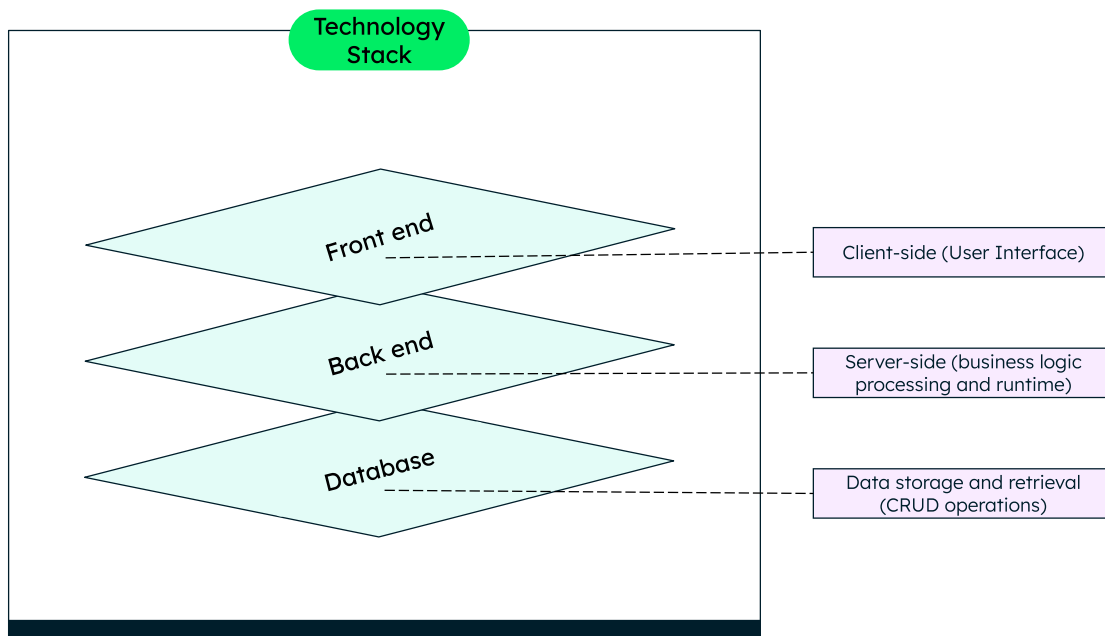 Technology
Stack
Front end
Client-side (User Interface)
Back end
Server-side (business logic
processing and runtime)
Database
Data storage and retrieval
(CRUD operations)